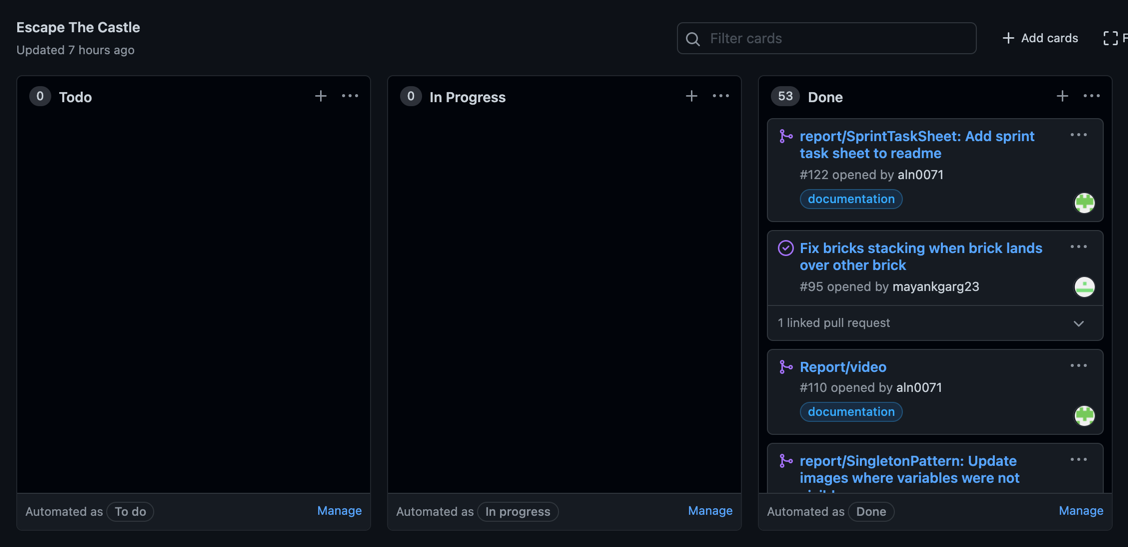 Escape The Castle
Updated 7 hours ago
Filter cards
Add cards
F
0 Todo
Automated as To do
Manage
0 In Progress
Automated as In progress
Manage
53 Done
report/SprintTaskSheet: Add sprint
task sheet to readme
#122 opened by aln0071
documentation
Fix bricks stacking when brick lands
over other brick
#95 opened by mayankgarg23
1 linked pull request
Report/video
#110 opened by aln0071
documentation
report/SingletonPattern: Update
images where variables were not
Automated as Done
Manage